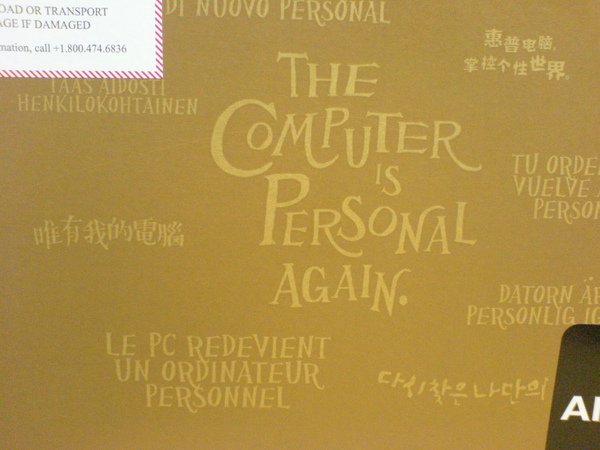 OAD OR TRANSPORT
AGE IF DAMAGED
mation, call +1.800.474.6836
DI NUOVO PERSONAL
惠普电脑,
掌控个性世界。
TAAS AIDOSTI
HENKILÖKOHTAINEN
THE
COMPUTER
IS
PERSONAL
AGAIN.
TU ORDE
VUELVE A
PERSON
唯有我的電腦
DATORN ÄR
PERSONLIG IG
LE PC REDEVIENT
UN ORDINATEUR
PERSONNEL
다시 찾은 나만의
AM